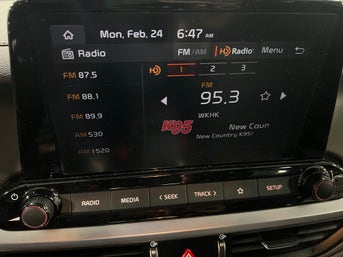 Mon, Feb. 24 6:47 AM
Radio FM/AM HD Radio Menu
FM 87.5
HD 1 2 3
FM 88.1
FM
95.3
FM 89.9
WKHK
AM 530
K95
New Coun
AM 1520
New Country K95!
RADIO MEDIA < SEEK TRACK > SETUP